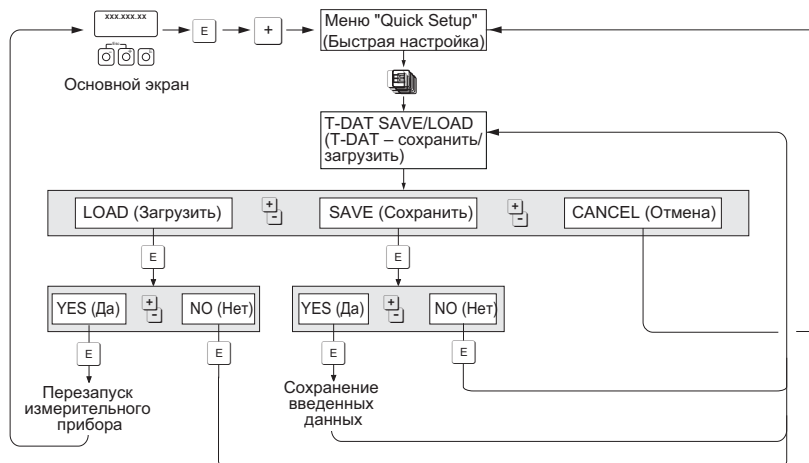 xxx.xxx.xx
Esc
E
+
Меню "Quick Setup"
(Быстрая настройка)
Основной экран
T-DAT SAVE/LOAD
(T-DAT – сохранить/
загрузить)
LOAD (Загрузить)
+
-
SAVE (Сохранить)
+
-
CANCEL (Отмена)
E
E
YES (Да)
+
-
NO (Нет)
YES (Да)
+
-
NO (Нет)
E
E
E
E
Перезапуск
измерительного
прибора
Сохранение
введенных
данных